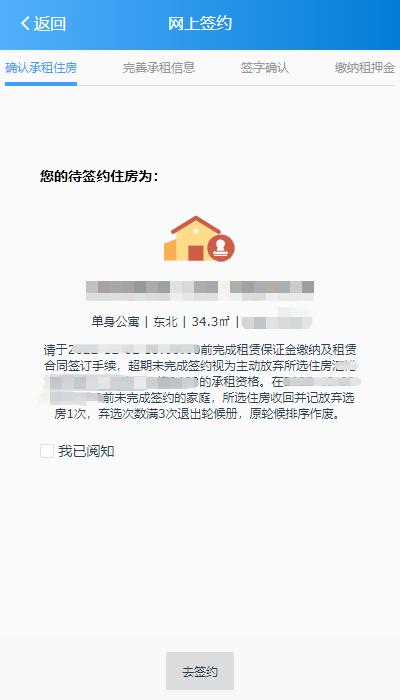 返回
网上签约
确认承租住房
完善承租信息
签字确认
缴纳租押金
您的待签约住房为：
单身公寓 | 东北 | 34.3㎡ |
请于 前完成租赁保证金缴纳及租赁
合同签订手续，超期未完成签约视为主动放弃所选住房
的承租资格。在
前未完成签约的家庭，所选住房收回并记放弃选
房1次，弃选次数满3次退出轮候册，原轮候排序作废。
我已阅知
去签约